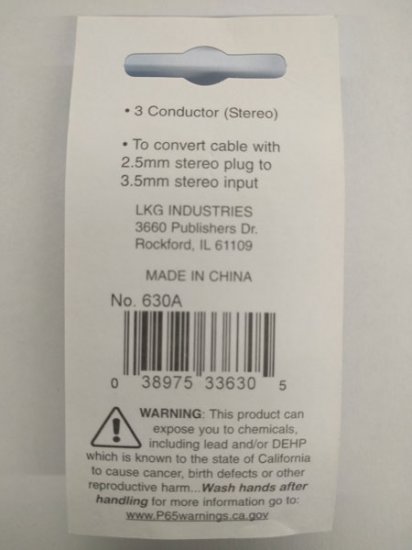 • 3 Conductor (Stereo)
• To convert cable with
2.5mm stereo plug to
3.5mm stereo input
LKG INDUSTRIES
3660 Publishers Dr.
Rockford, IL 61109
MADE IN CHINA
No. 630A
0 38975 33630 5
WARNING: This product can
expose you to chemicals,
including lead and/or DEHP
which is known to the state of California
to cause cancer, birth defects or other
reproductive harm...Wash hands after
handling for more information go to:
www.P65warnings.ca.gov